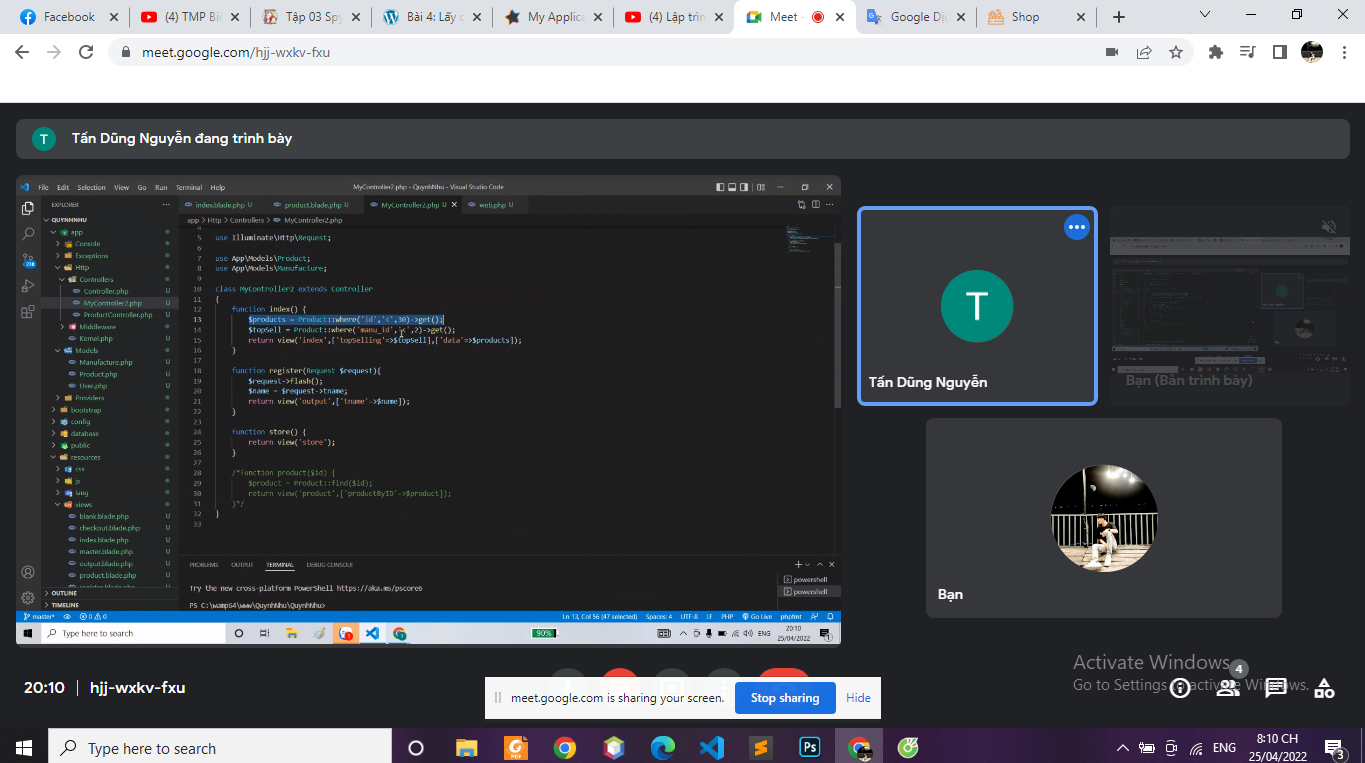 Facebook
(4) TMP Bi
Tập 03 Spy
Bài 4: Lấy c
My Applica
(4) Lập trìn
Meet -
Google Dic
Shop
meet.google.com/hjj-wxkv-fxu
T
Tấn Dũng Nguyễn đang trình bày
File Edit Selection View Go Run Terminal Help
MyController2.php - QuynhNhu - Visual Studio Code
EXPLORER
index.blade.php U
product.blade.php U
MyController2.php U
web.php U
QUYNHNHU
app > Http > Controllers > MyController2.php
app
Console
Exceptions
Http
Controllers
Controller.php U
MyController2.php U
ProductController.php U
Middleware
Kernel.php U
Models
Manufacture.php U
Product.php U
User.php U
Providers
bootstrap
config
database
public
resources
css
js
lang
views
blank.blade.php U
checkout.blade.php U
index.blade.php U
master.blade.php U
output.blade.php U
product.blade.php U
OUTLINE
TIMELINE
4
5 use Illuminate\Http\Request;
6
7 use App\Models\Product;
8 use App\Models\Manufacture;
9
10 class MyController2 extends Controller
11 {
12 function index() {
13 $products = Product::where('id','<',30)->get();
14 $topSell = Product::where('manu_id','<',2)->get();
15 return view('index',['topSelling'=>$topSell],['data'=>$products]);
16 }
17
18 function register(Request $request){
19 $request->flash();
20 $name = $request->tname;
21 return view('output',['tname'=>$name]);
22 }
23
24 function store() {
25 return view('store');
26 }
27
28 /*function product($id) {
29 $product = Product::find($id);
30 return view('product',['productByID'=>$product]);
31 }*/
32 }
33
PROBLEMS OUTPUT TERMINAL DEBUG CONSOLE
Try the new cross-platform PowerShell https://aka.ms/pscore6
PS C:\wamp64\www\QuynhNhu\QuynhNhu>
powershell
powershell
master*
0 0
Ln 13, Col 56 (47 selected) Spaces: 4 UTF-8 LF PHP Go Live phpfmt
Type here to search
90%
ENG
20:10
25/04/2022
T
Tấn Dũng Nguyễn
Bạn (Bản trình bày)
Bạn
Activate Windows
Go to Settings to activate Windows.
4
20:10 | hjj-wxkv-fxu
meet.google.com is sharing your screen.
Stop sharing
Hide
Type here to search
PDF
Ps
ENG
8:10 CH
25/04/2022
3